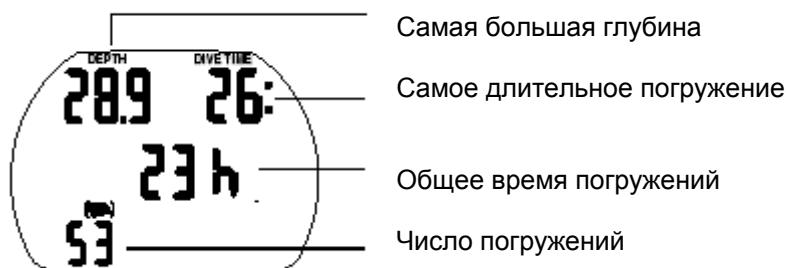 Самая большая глубина
DEPTH DIVE TIME
28.9 26:
Самое длительное погружение
23 h
Общее время погружений
53
Число погружений